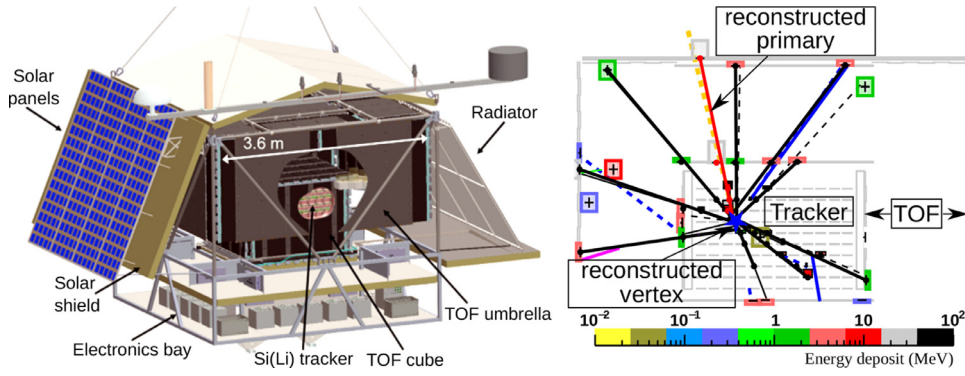 Solar
panels
Radiator
3.6 m
Solar
shield
TOF umbrella
Electronics bay
Si(Li) tracker
TOF cube
reconstructed
primary
+
+
+
+
+
Tracker
TOF
reconstructed
vertex
10⁻² 10⁻¹ 1 10 10²
Energy deposit (MeV)